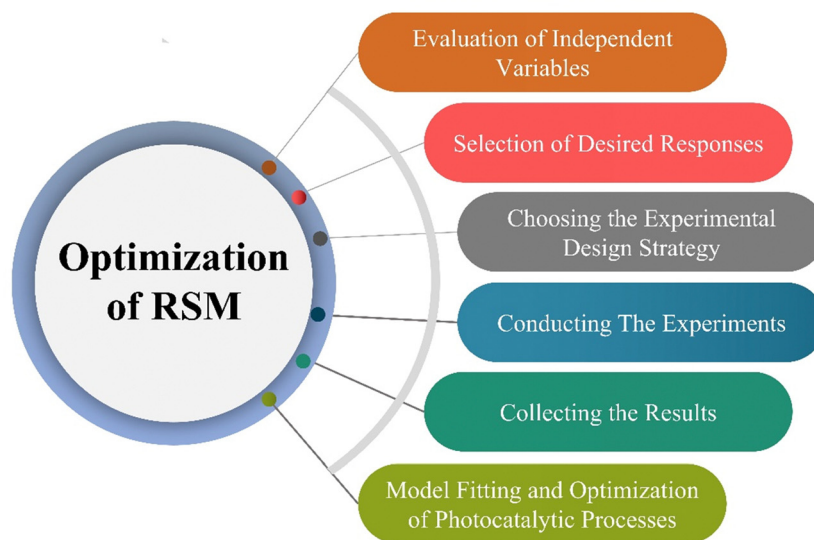 Optimization
of RSM
Evaluation of Independent
Variables
Selection of Desired Responses
Choosing the Experimental
Design Strategy
Conducting The Experiments
Collecting the Results
Model Fitting and Optimization
of Photocatalytic Processes